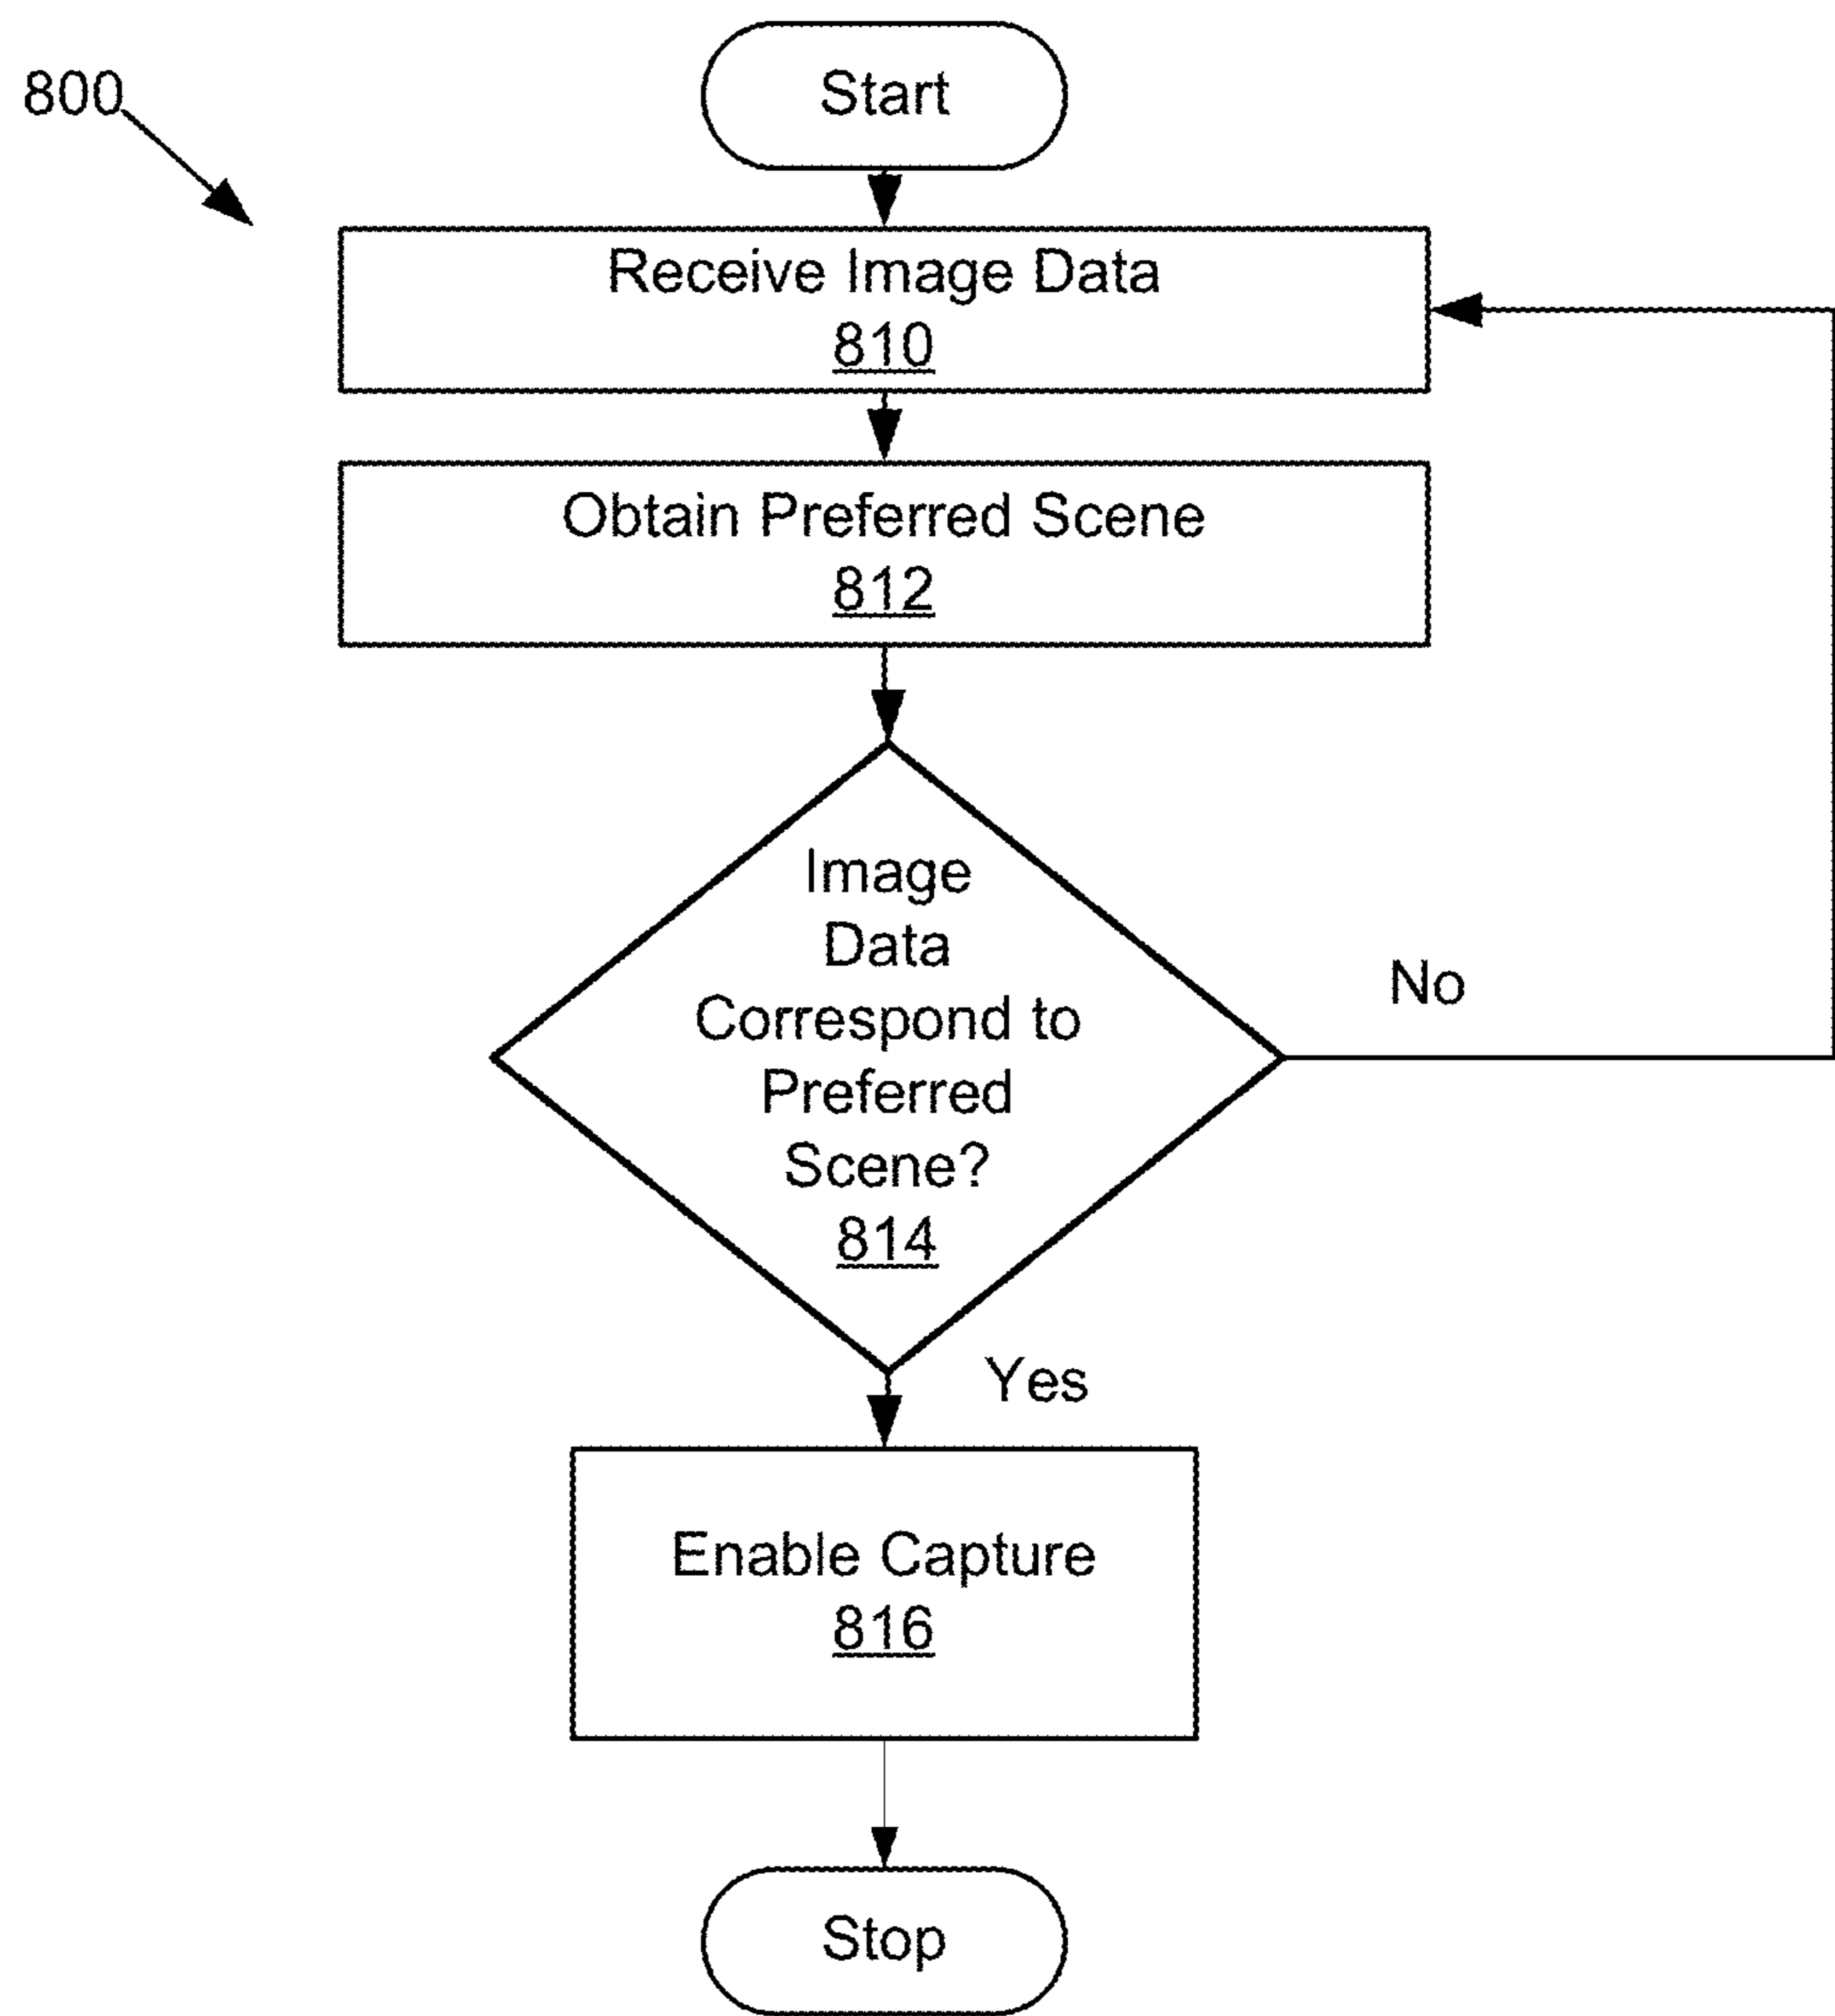 800
Start
Receive Image Data
810
Obtain Preferred Scene
812
Image
Data
Correspond to
Preferred
Scene?
814
No
Yes
Enable Capture
816
Stop